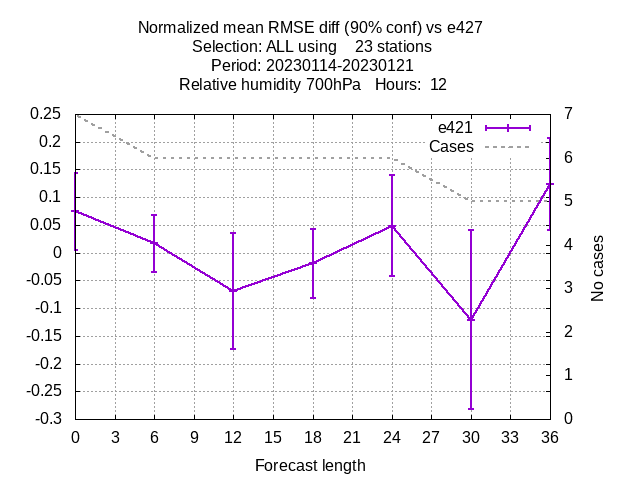 Normalized mean RMSE diff (90% conf) vs e427
Selection: ALL using    23 stations
Period: 20230114-20230121
Relative humidity 700hPa   Hours:  12
e421
Cases
0.25
0.2
0.15
0.1
0.05
0
-0.05
-0.1
-0.15
-0.2
-0.25
-0.3
7
6
5
4
3
2
1
0
No cases
0 3 6 9 12 15 18 21 24 27 30 33 36
Forecast length